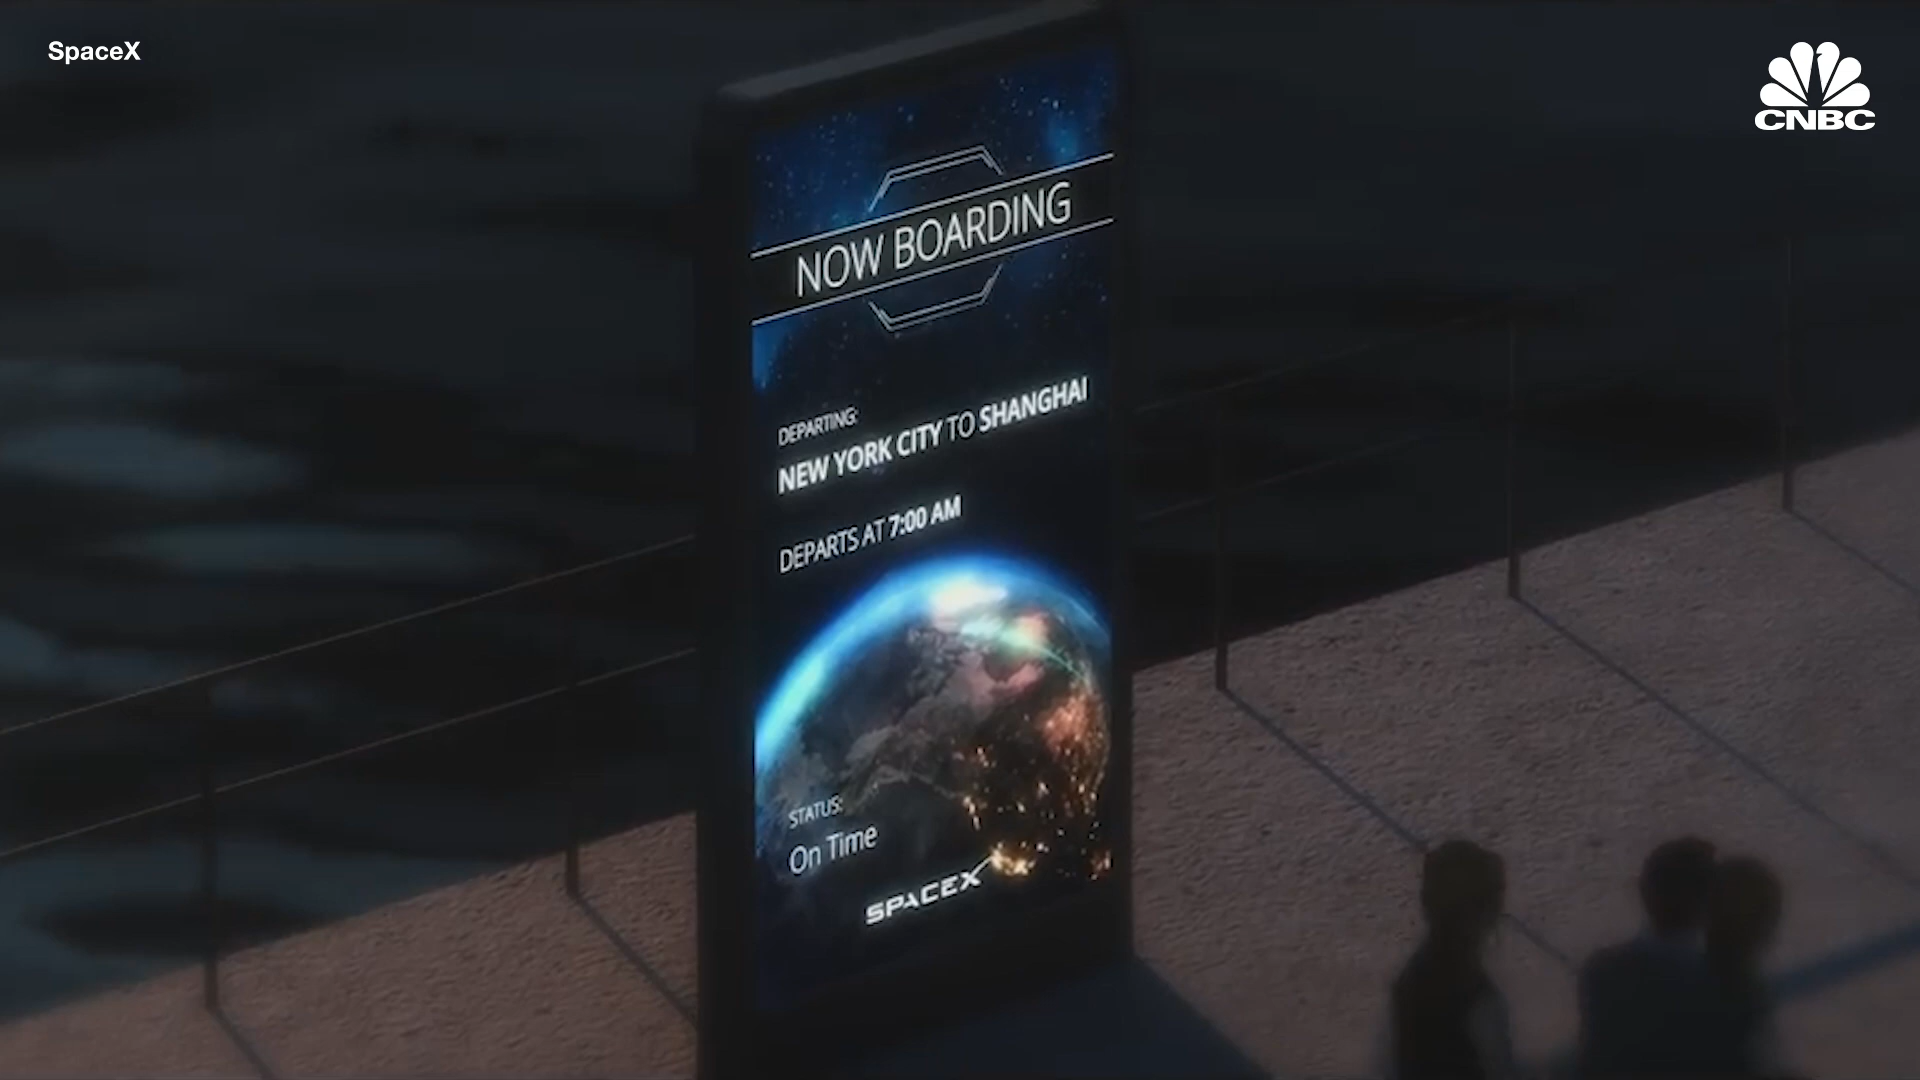 SpaceX
CNBC
NOW BOARDING
DEPARTING:
NEW YORK CITY TO SHANGHAI
DEPARTS AT 7:00 AM
STATUS:
On Time
SPACEX